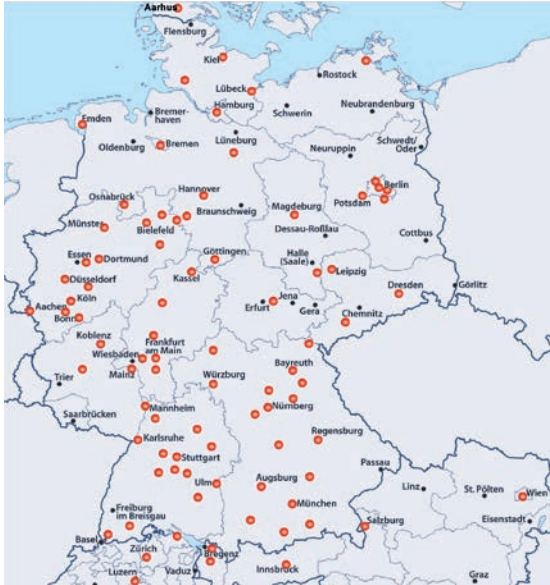 Aarhus
Flensburg
Kiel
Rostock
Lübeck
Hamburg
Schwerin
Neubrandenburg
Emden
Bremer-
haven
Oldenburg
Bremen
Lüneburg
Neuruppin
Schwedt/
Oder
Osnabrück
Hannover
Braunschweig
Magdeburg
Potsdam
Berlin
Münster
Bielefeld
Dessau-Roßlau
Cottbus
Essen
Dortmund
Göttingen
Halle
(Saale)
Leipzig
Düsseldorf
Kassel
Dresden
Görlitz
Köln
Aachen
Bonn
Erfurt
Jena
Gera
Chemnitz
Koblenz
Wiesbaden
Frankfurt
am Main
Mainz
Trier
Würzburg
Bayreuth
Saarbrücken
Mannheim
Nürnberg
Karlsruhe
Regensburg
Stuttgart
Passau
Ulm
Augsburg
Linz
St. Pölten
Wien
Freiburg
im Breisgau
München
Salzburg
Eisenstadt
Basel
Zürich
Bregenz
Luzern
Vaduz
Innsbruck
Graz